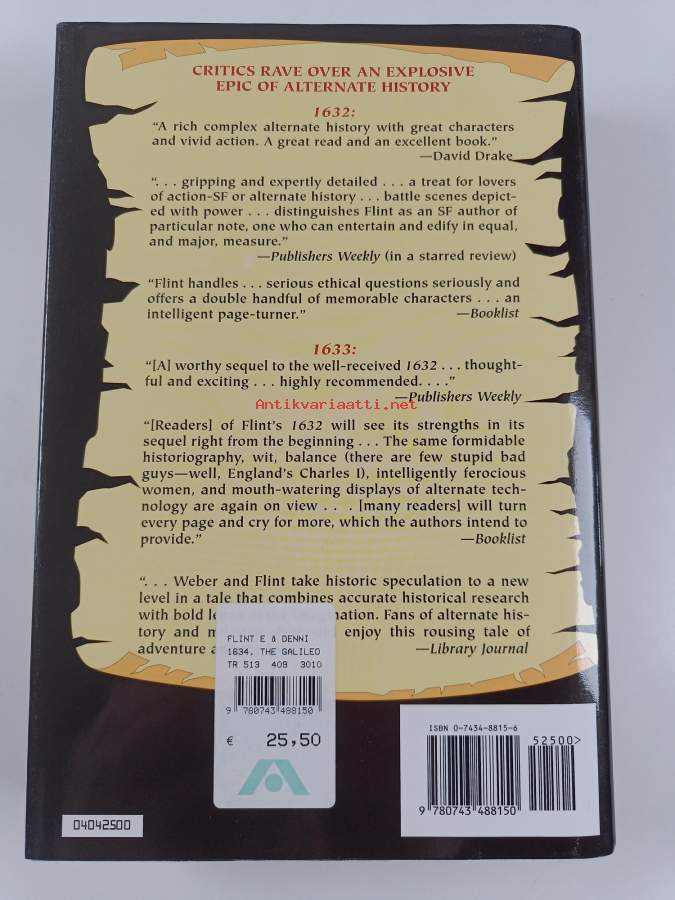 CRITICS RAVE OVER AN EXPLOSIVE
EPIC OF ALTERNATE HISTORY
1632:
"A rich complex alternate history with great characters
and vivid action. A great read and an excellent book."
—David Drake
". . . gripping and expertly detailed . . . a treat for lovers
of action-SF or alternate history . . . battle scenes depict-
ed with power . . . distinguishes Flint as an SF author of
particular note, one who can entertain and edify in equal,
and major, measure."
—Publishers Weekly (in a starred review)
"Flint handles . . . serious ethical questions seriously and
offers a double handful of memorable characters . . . an
intelligent page-turner." —Booklist
1633:
"[A] worthy sequel to the well-received 1632 . . . thought-
ful and exciting . . . highly recommended. . . ."
—Publishers Weekly
Antikvariaatti.net
"[Readers] of Flint's 1632 will see its strengths in its
sequel right from the beginning . . . The same formidable
historiography, wit, balance (there are few stupid bad
guys—well, England's Charles I), intelligently ferocious
women, and mouth-watering displays of alternate tech-
nology are again on view . . . [many readers] will turn
every page and cry for more, which the authors intend to
provide." —Booklist
". . . Weber and Flint take historic speculation to a new
level in a tale that combines accurate historical research
with bold Fans of alternate his-
tory and enjoy this rousing tale of
adventure —Library Journal
FLINT E & DENNI
1634. THE GALILEO
TR 513 409 3010
9 780743 488150
€ 25,50
ISBN 0-7434-8815-6
52500>
9 780743 488150
04042500